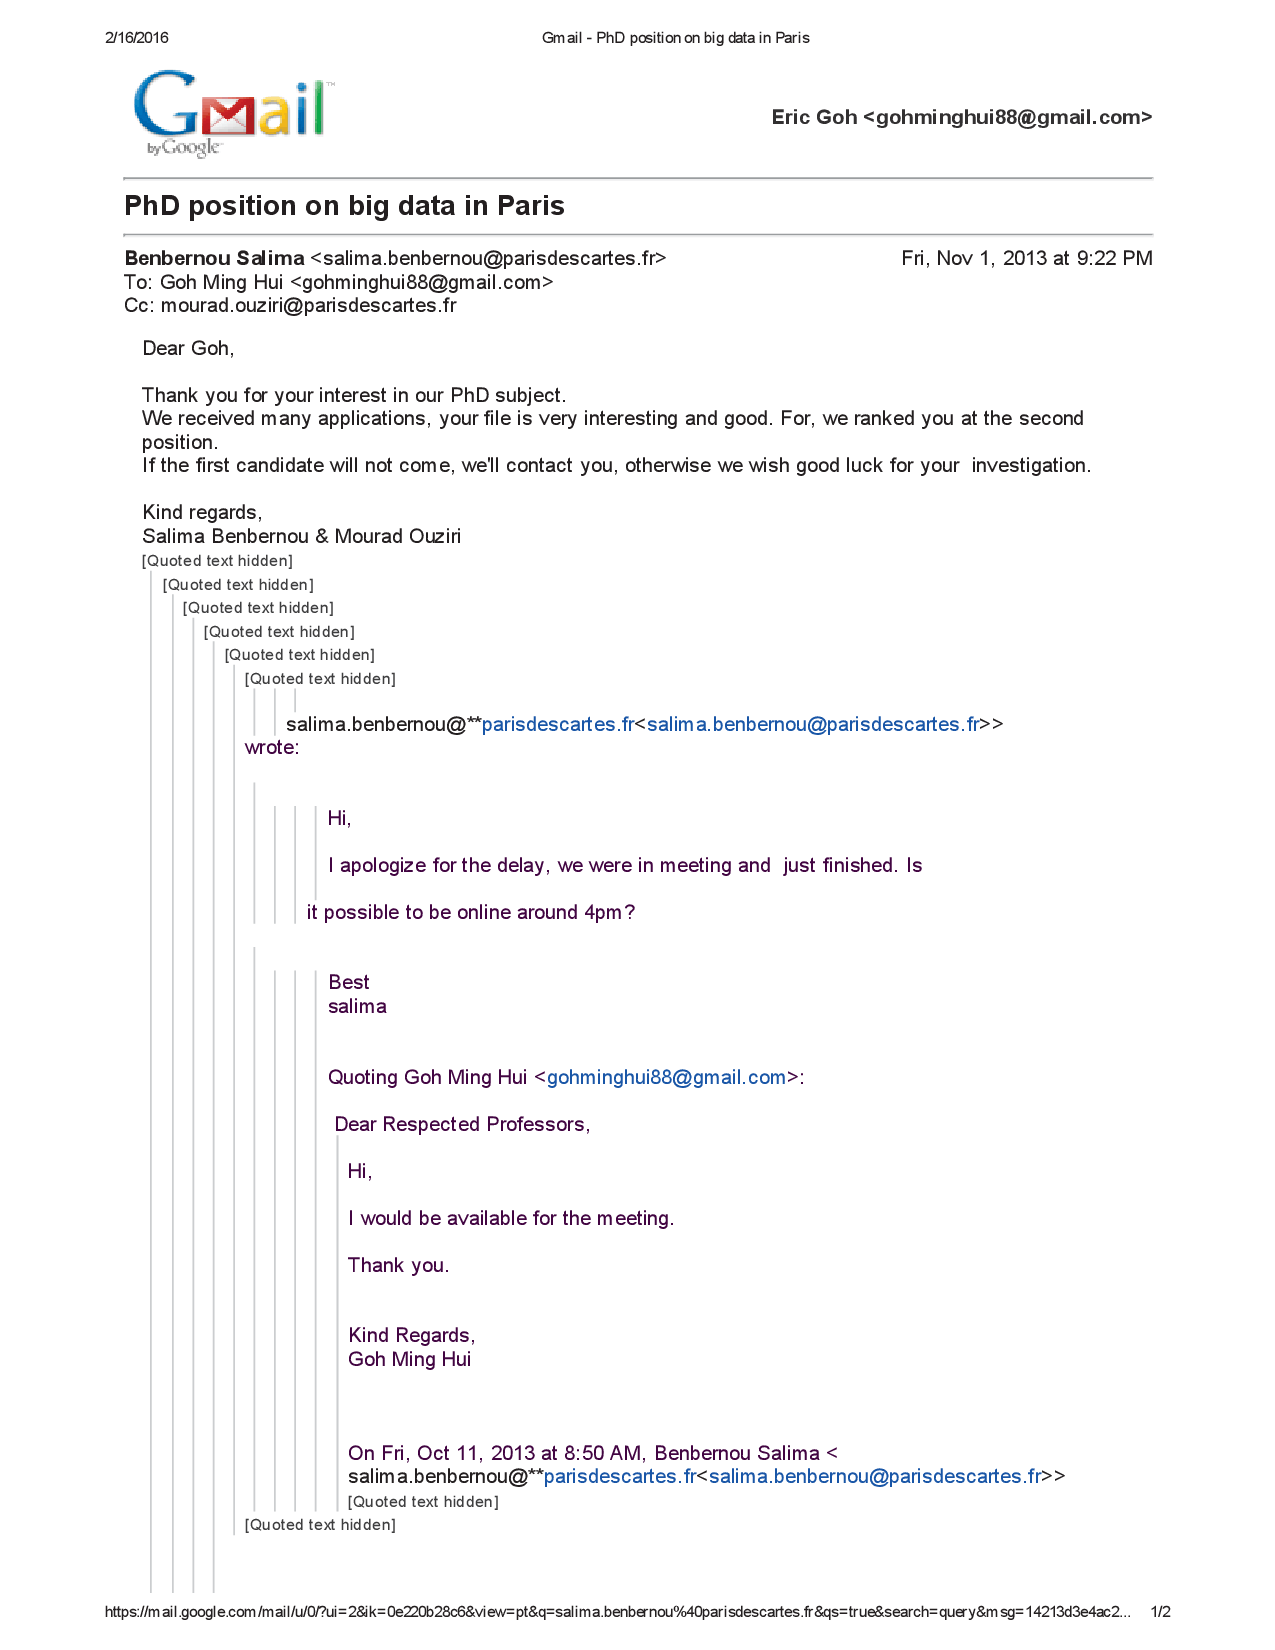 2/16/2016 Gmail - PhD position on big data in Paris
Gmail™
by Google™
Eric Goh <gohminghui88@gmail.com>
PhD position on big data in Paris
Benbernou Salima <salima.benbernou@parisdescartes.fr> Fri, Nov 1, 2013 at 9:22 PM
To: Goh Ming Hui <gohminghui88@gmail.com>
Cc: mourad.ouziri@parisdescartes.fr
Dear Goh,
Thank you for your interest in our PhD subject.
We received many applications, your file is very interesting and good. For, we ranked you at the second
position.
If the first candidate will not come, we'll contact you, otherwise we wish good luck for your  investigation.
Kind regards,
Salima Benbernou & Mourad Ouziri
[Quoted text hidden]
[Quoted text hidden]
[Quoted text hidden]
[Quoted text hidden]
[Quoted text hidden]
[Quoted text hidden]
salima.benbernou@**parisdescartes.fr<salima.benbernou@parisdescartes.fr>>
wrote:
Hi,
I apologize for the delay, we were in meeting and  just finished. Is
it possible to be online around 4pm?
Best
salima
Quoting Goh Ming Hui <gohminghui88@gmail.com>:
Dear Respected Professors,
Hi,
I would be available for the meeting.
Thank you.
Kind Regards,
Goh Ming Hui
On Fri, Oct 11, 2013 at 8:50 AM, Benbernou Salima <
salima.benbernou@**parisdescartes.fr<salima.benbernou@parisdescartes.fr>>
[Quoted text hidden]
[Quoted text hidden]
https://mail.google.com/mail/u/0/?ui=2&ik=0e220b28c6&view=pt&q=salima.benbernou%40parisdescartes.fr&qs=true&search=query&msg=14213d3e4ac2... 1/2